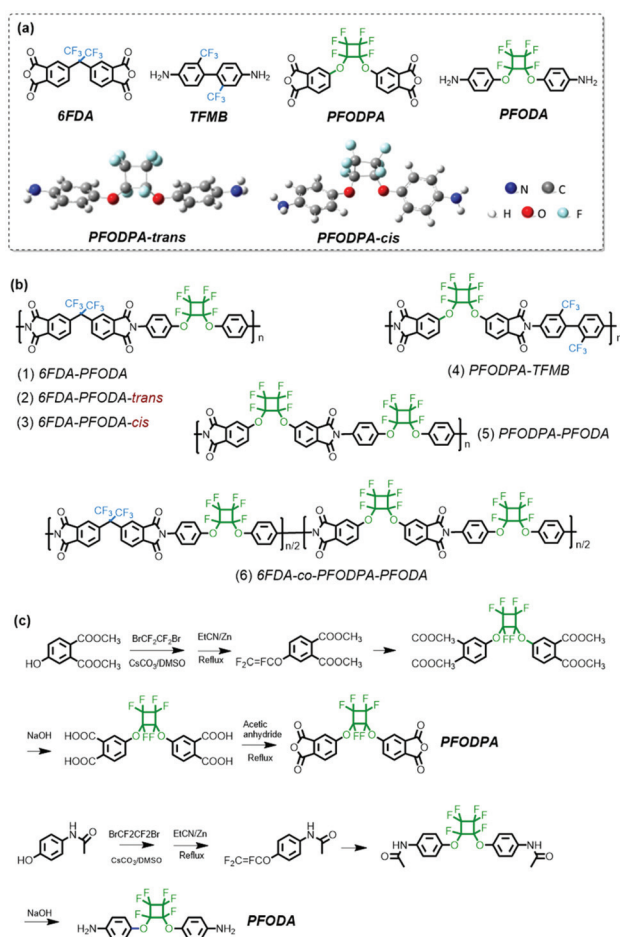 (a)
CF3 CF3
CF3
F F F F F F
O O O O O O
H2N NH2
CF3
O O O O O O
F F F F F F
H2N O O NH2
6FDA TFMB PFODPA PFODA
N C
H O F
PFODPA-trans PFODPA-cis
(b)
O CF3 CF3 O
N N
O O
F F F F F F
O O
n
(1) 6FDA-PFODA
(2) 6FDA-PFODA-trans
(3) 6FDA-PFODA-cis
F F F F F F
O O O O
N N
O O
CF3
CF3
n
(4) PFODPA-TFMB
F F F F F F
O O O O
N N
O O
F F F F F F
O O
n
(5) PFODPA-PFODA
O CF3 CF3 O
N N
O O
F F F F F F
O O
n/2
F F F F F F
O O O O
N N
O O
F F F F F F
O O
n/2
(6) 6FDA-co-PFODPA-PFODA
(c)
HO COOCH3
COOCH3
BrCF2CF2Br
CsCO3/DMSO
EtCN/Zn
Reflux
F2C=FCO COOCH3
COOCH3
F F F F
FF
COOCH3 O O COOCH3
COOCH3 COOCH3
NaOH
F F F F
FF
HOOC O O COOH
HOOC COOH
Acetic
anhydride
Reflux
F F F F
FF
O O O O O O O O
PFODPA
HO H N O
BrCF2CF2Br
CsCO3/DMSO
EtCN/Zn
Reflux
F2C=FCO H N O
F F F F F F
HN O O NH
O O
NaOH
F F F F F F
H2N O O NH2
PFODA